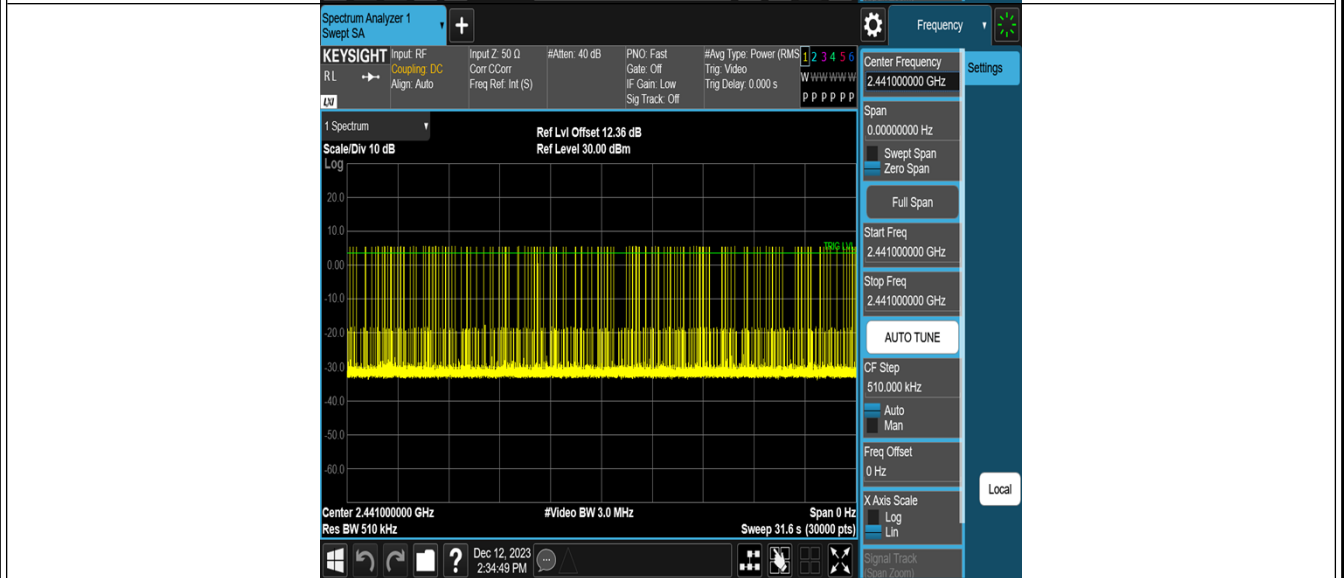 Spectrum Analyzer 1
Swept SA
+
Frequency
KEYSIGHT
RL
LXI
Input: RF
Coupling: DC
Align: Auto
Input Z: 50 Ω
Corr CCorr
Freq Ref: Int (S)
#Atten: 40 dB
PNO: Fast
Gate: Off
IF Gain: Low
Sig Track: Off
#Avg Type: Power (RMS
Trig: Video
Trig Delay: 0.000 s
1 2 3 4 5 6
W W W W W W
P P P P P P
Center Frequency
2.441000000 GHz
Settings
Span
0.00000000 Hz
Swept Span
Zero Span
Full Span
Start Freq
2.441000000 GHz
Stop Freq
2.441000000 GHz
AUTO TUNE
CF Step
510.000 kHz
Auto
Man
Freq Offset
0 Hz
X Axis Scale
Log
Lin
Signal Track
(Span Zoom)
Local
1 Spectrum
Scale/Div 10 dB
Ref Lvl Offset 12.36 dB
Ref Level 30.00 dBm
Log
20.0
10.0
TRIG LVL
0.00
-10.0
-20.0
-30.0
-40.0
-50.0
-60.0
Center 2.441000000 GHz
#Video BW 3.0 MHz
Span 0 Hz
Res BW 510 kHz
Sweep 31.6 s (30000 pts)
?
Dec 12, 2023
2:34:49 PM